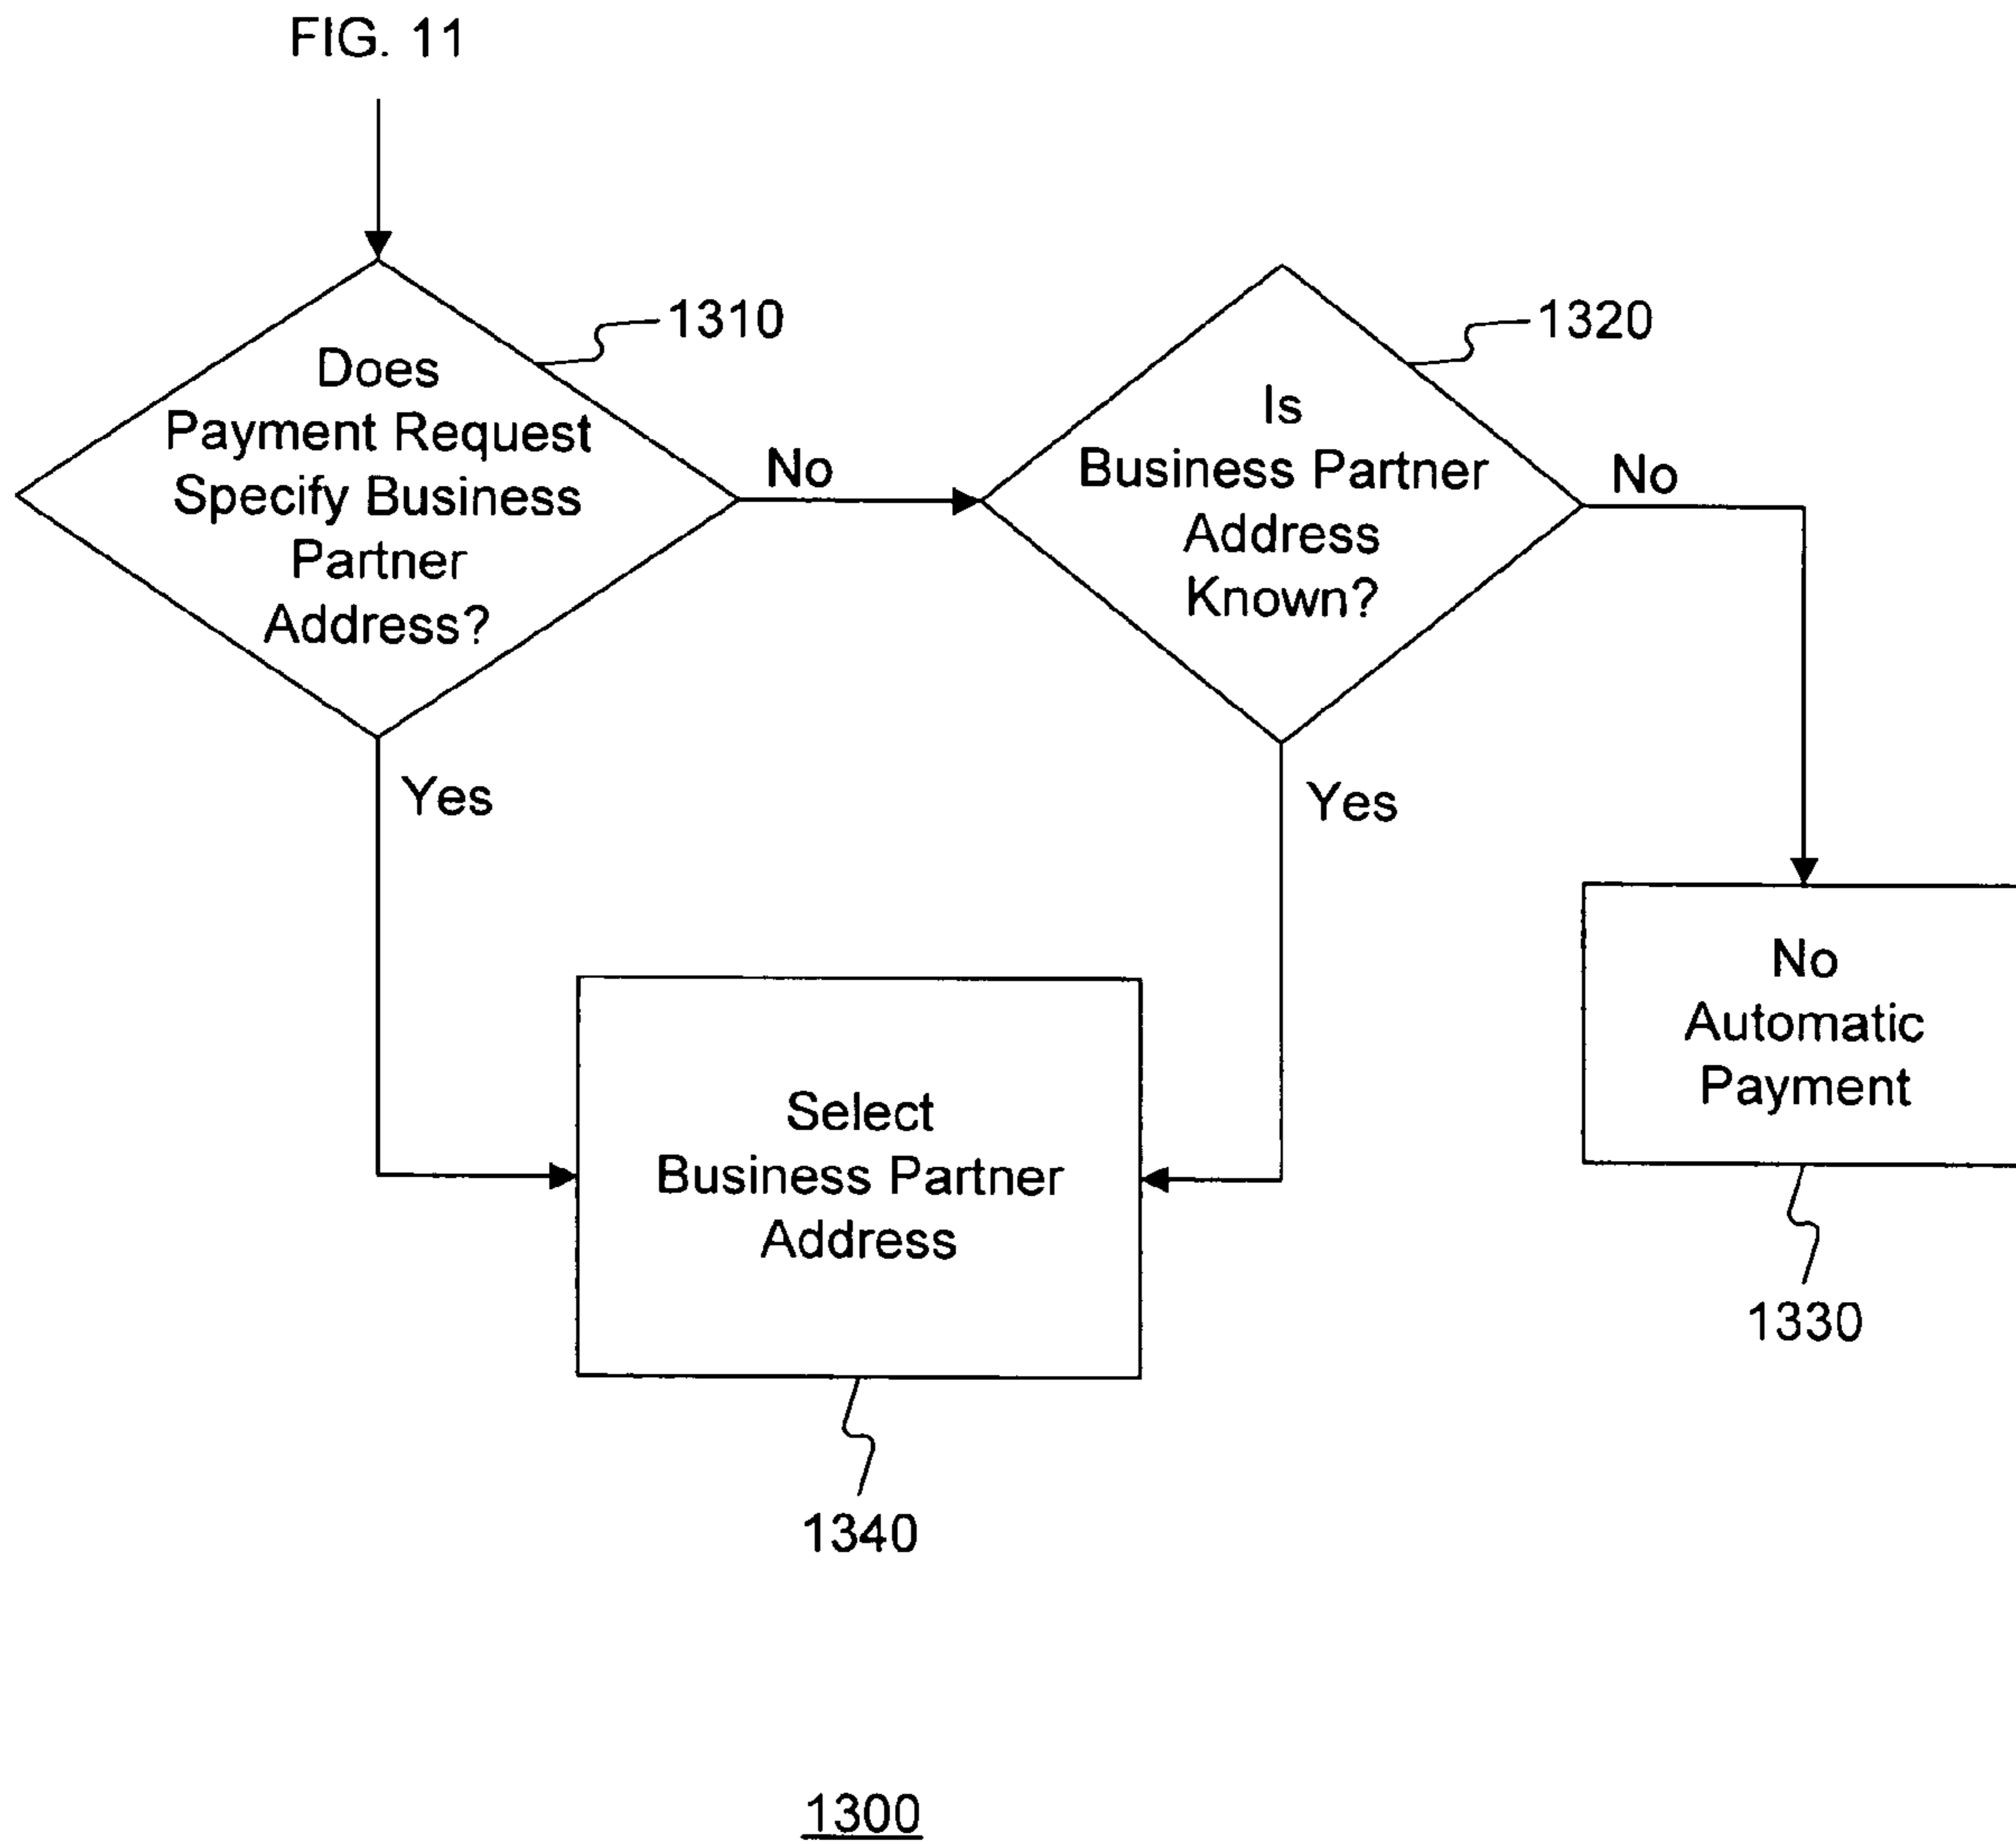 FIG. 11
1310
Does
Payment Request
Specify Business
Partner
Address?
No
Yes
1320
Is
Business Partner
Address
Known?
No
Yes
No
Automatic
Payment
1330
Select
Business Partner
Address
1340
1300